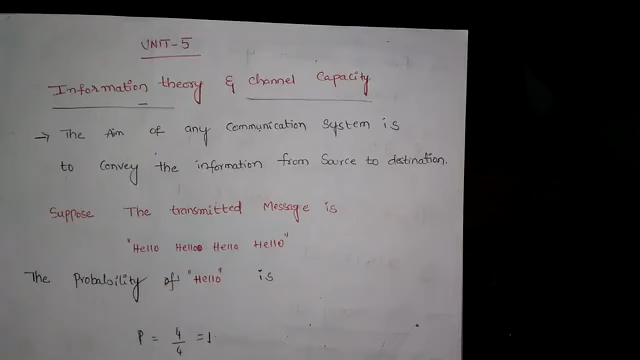 UNIT-5
Information theory & channel Capacity
→ The Aim of any Communication System is
to Convey the information from Source to destination.
Suppose The transmitted Message is
"Hello Hello Hello Hello"
The Probability of "Hello" is
P = 4/4 = 1